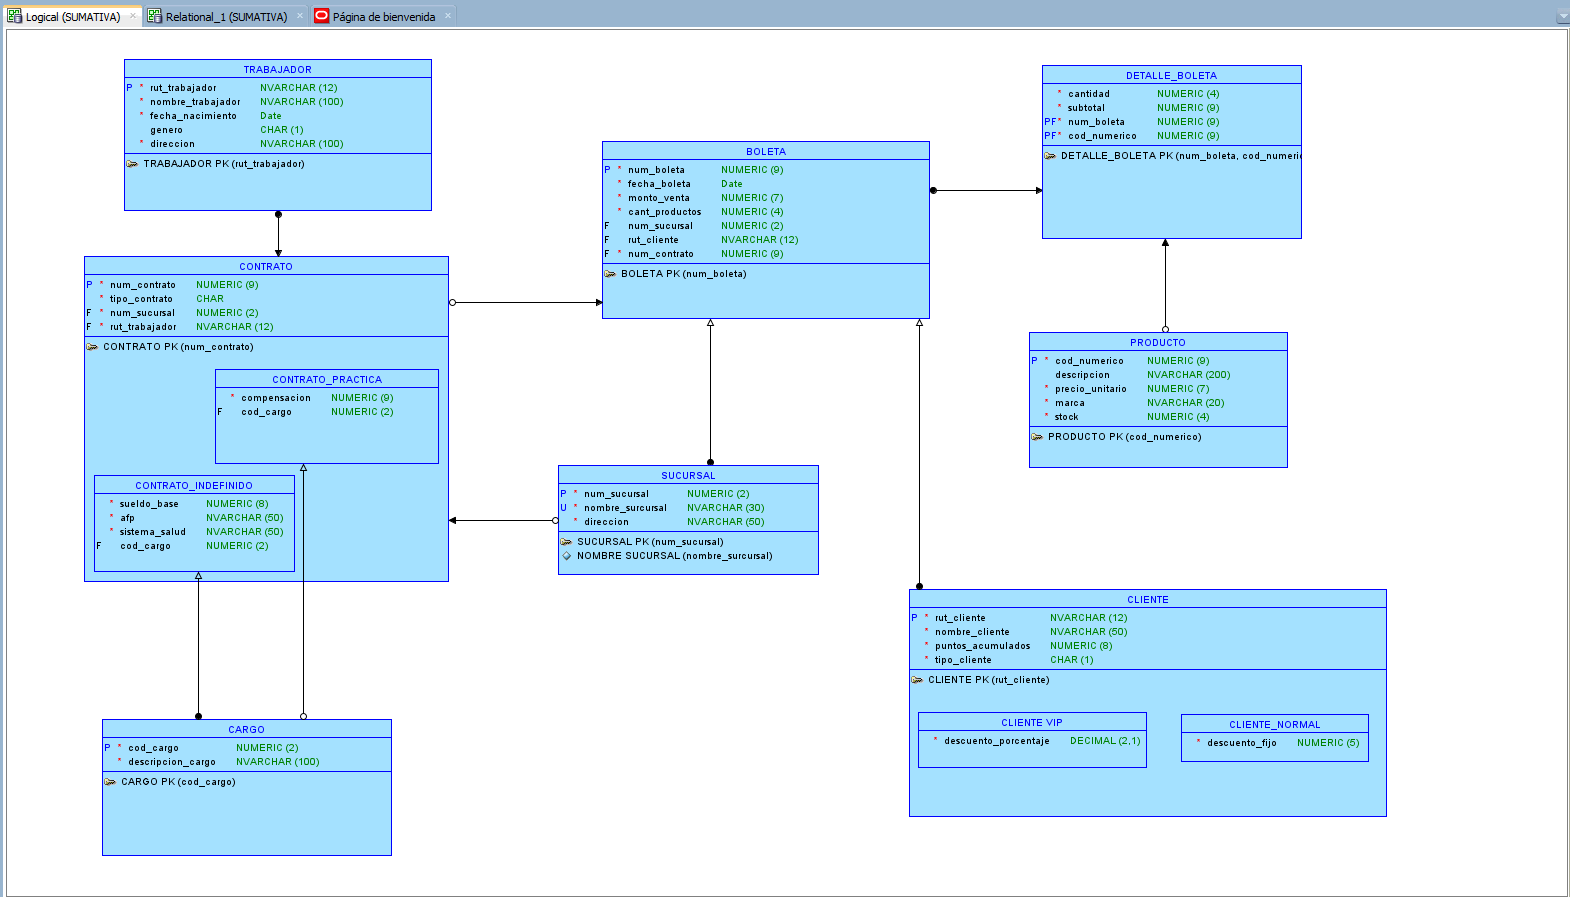 Logical (SUMATIVA)
Relational_1 (SUMATIVA)
Página de bienvenida
TRABAJADOR
P * rut_trabajador NVARCHAR (12)
* nombre_trabajador NVARCHAR (100)
* fecha_nacimiento Date
genero CHAR (1)
* direccion NVARCHAR (100)
TRABAJADOR PK (rut_trabajador)
CONTRATO
P * num_contrato NUMERIC (9)
* tipo_contrato CHAR
F * num_sucursal NUMERIC (2)
F * rut_trabajador NVARCHAR (12)
CONTRATO PK (num_contrato)
CONTRATO_PRACTICA
* compensacion NUMERIC (9)
F cod_cargo NUMERIC (2)
CONTRATO_INDEFINIDO
* sueldo_base NUMERIC (8)
* afp NVARCHAR (50)
* sistema_salud NVARCHAR (50)
F cod_cargo NUMERIC (2)
CARGO
P * cod_cargo NUMERIC (2)
* descripcion_cargo NVARCHAR (100)
CARGO PK (cod_cargo)
BOLETA
P * num_boleta NUMERIC (9)
* fecha_boleta Date
* monto_venta NUMERIC (7)
* cant_productos NUMERIC (4)
F num_sucursal NUMERIC (2)
F rut_cliente NVARCHAR (12)
F * num_contrato NUMERIC (9)
BOLETA PK (num_boleta)
SUCURSAL
P * num_sucursal NUMERIC (2)
U * nombre_surcursal NVARCHAR (30)
* direccion NVARCHAR (50)
SUCURSAL PK (num_sucursal)
NOMBRE SUCURSAL (nombre_surcursal)
DETALLE_BOLETA
* cantidad NUMERIC (4)
* subtotal NUMERIC (9)
PF* num_boleta NUMERIC (9)
PF* cod_numerico NUMERIC (9)
DETALLE_BOLETA PK (num_boleta, cod_numeri
PRODUCTO
P * cod_numerico NUMERIC (9)
descripcion NVARCHAR (200)
* precio_unitario NUMERIC (7)
* marca NVARCHAR (20)
* stock NUMERIC (4)
PRODUCTO PK (cod_numerico)
CLIENTE
P * rut_cliente NVARCHAR (12)
* nombre_cliente NVARCHAR (50)
* puntos_acumulados NUMERIC (8)
* tipo_cliente CHAR (1)
CLIENTE PK (rut_cliente)
CLIENTE VIP
* descuento_porcentaje DECIMAL (2,1)
CLIENTE_NORMAL
* descuento_fijo NUMERIC (5)